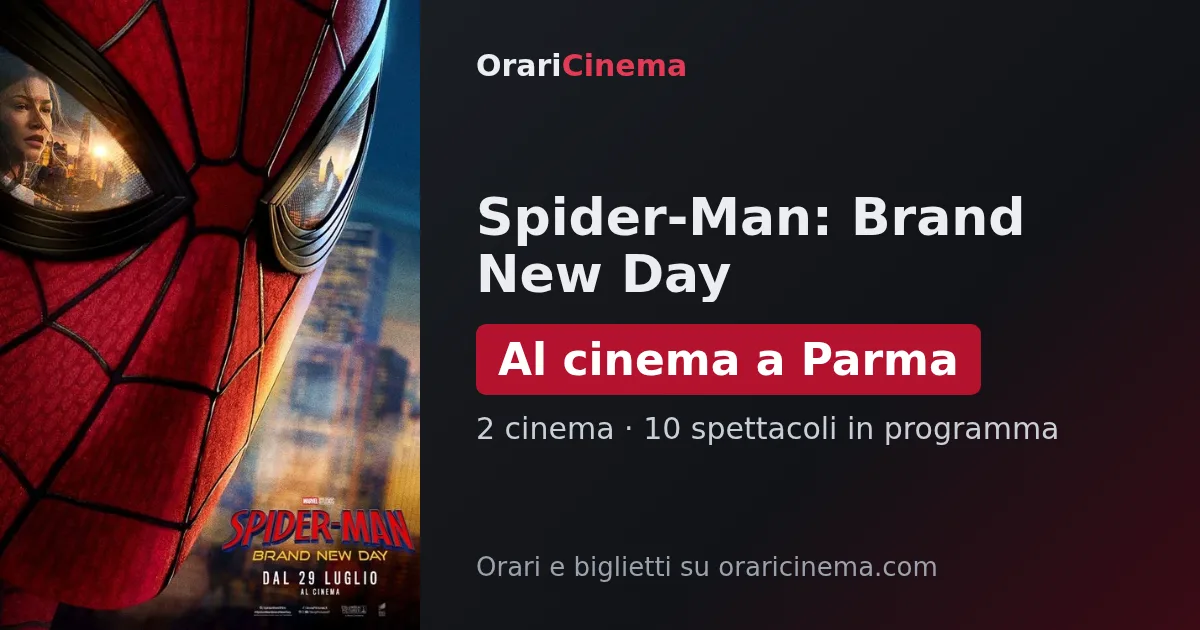 OrariCinema
Spider-Man: Brand
New Day
Al cinema a Parma
2 cinema · 10 spettacoli in programma
Orari e biglietti su oraricinema.com
MARVEL STUDIOS
SPIDER-MAN
BRAND NEW DAY
DAL 29 LUGLIO
AL CINEMA